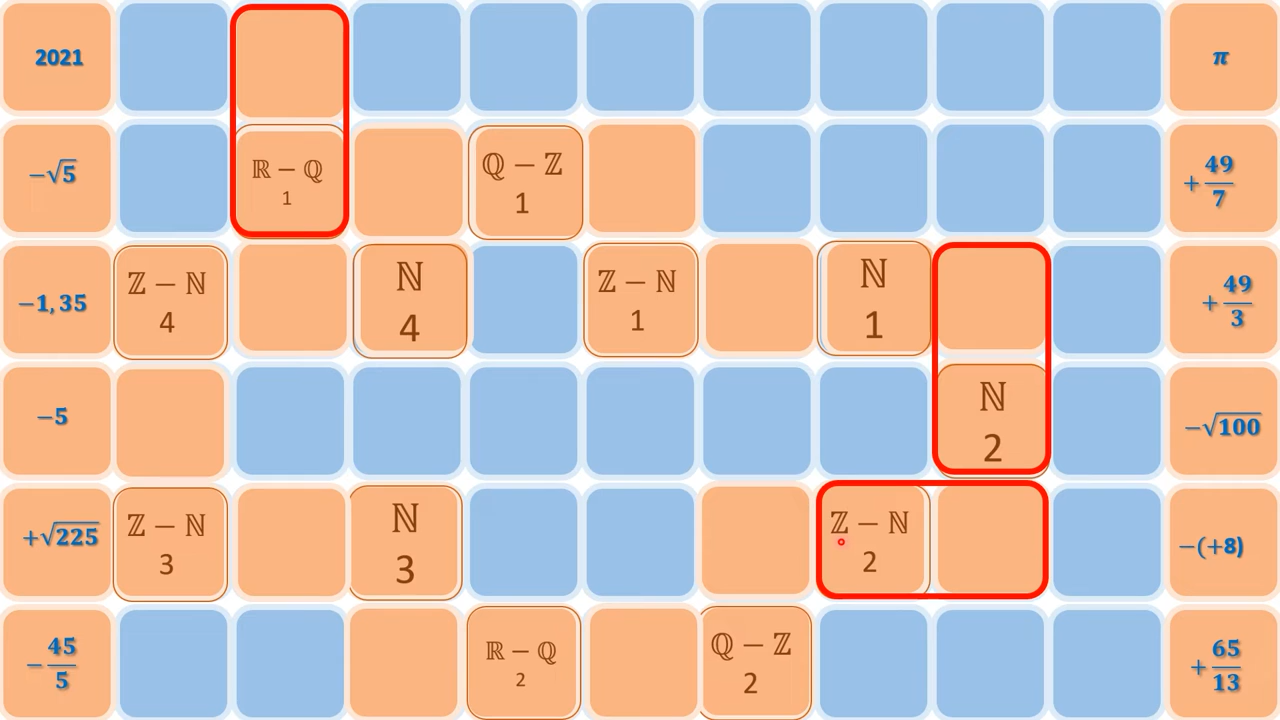 2021
π
−√5
ℝ − ℚ
1
ℚ − ℤ
1
+49/7
−1,35
ℤ − ℕ
4
ℕ
4
ℤ − ℕ
1
ℕ
1
+49/3
−5
ℕ
2
−√100
+√225
ℤ − ℕ
3
ℕ
3
ℤ − ℕ
2
−(+8)
−45/5
ℝ − ℚ
2
ℚ − ℤ
2
+65/13